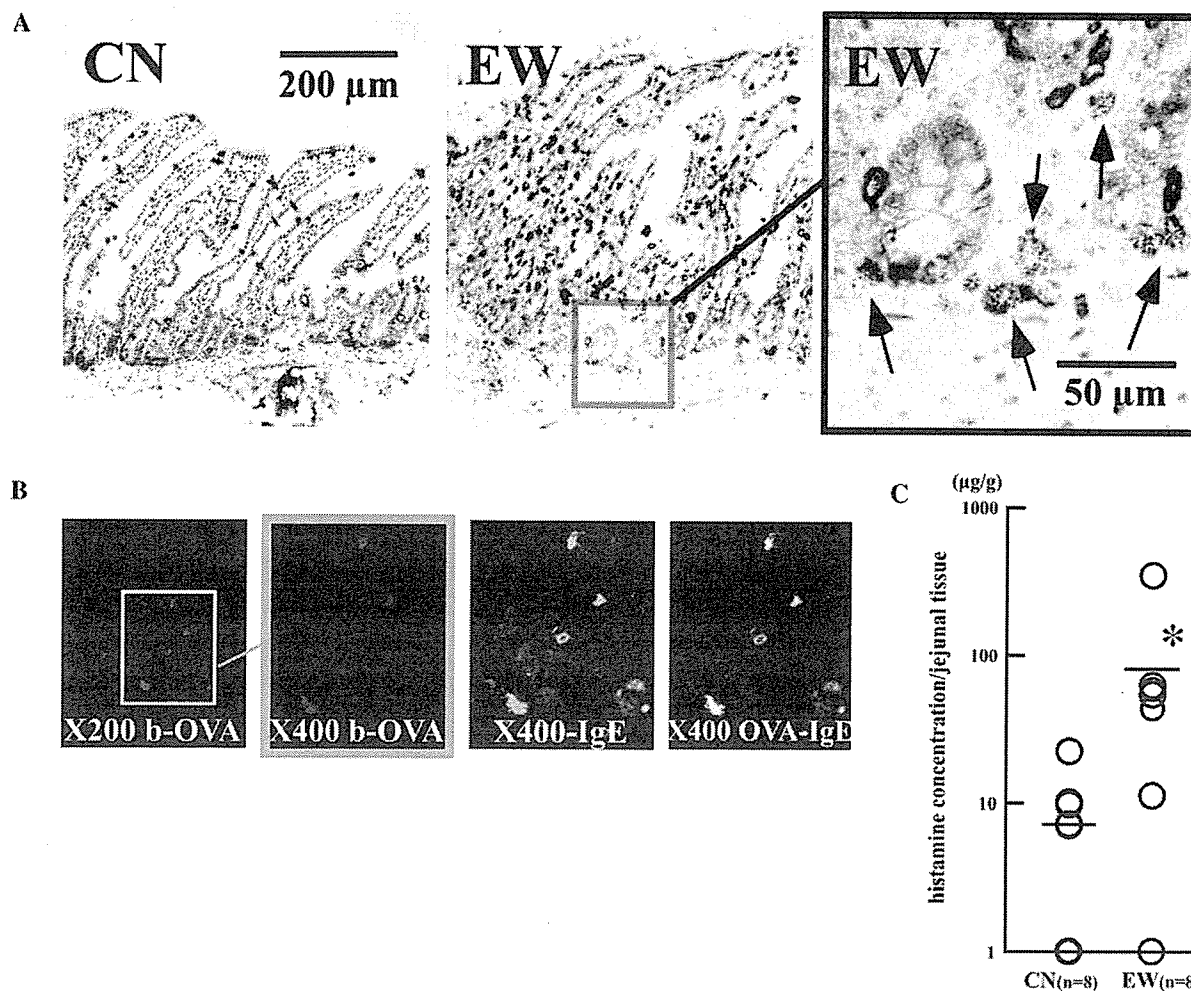 A
CN
200 µm
EW
EW
50 µm
B
X200 b-OVA
X400 b-OVA
X400-IgE
X400 OVA-IgE
C
(µg/g)
1000
100
10
1
histamine concentration/jejunal tissue
*
CN(n=8)
EW(n=8